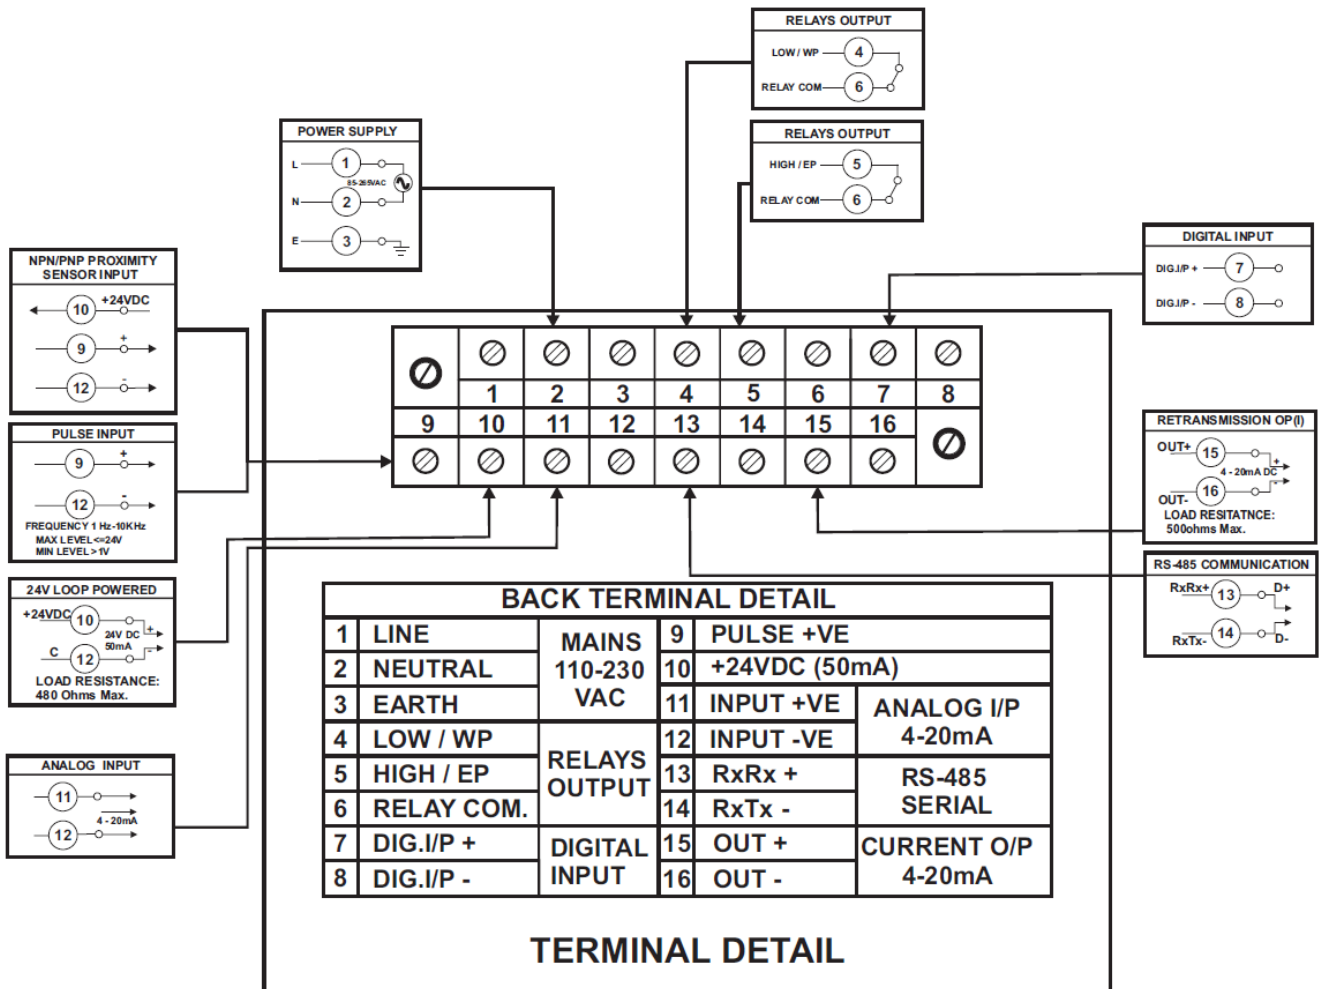 RELAYS OUTPUT
LOW / WP 4
RELAY COM 6
RELAYS OUTPUT
HIGH / EP 5
RELAY COM 6
POWER SUPPLY
L 1
85-265VAC
N 2
E 3
DIGITAL INPUT
DIG.I/P + 7
DIG.I/P - 8
NPN/PNP PROXIMITY
SENSOR INPUT
10 +24VDC
9 +
12 -
PULSE INPUT
9 +
12 -
FREQUENCY 1 Hz-10KHz
MAX LEVEL<=24V
MIN LEVEL >1V
24V LOOP POWERED
+24VDC 10
24V DC +
50mA -
C 12
LOAD RESISTANCE:
480 Ohms Max.
ANALOG INPUT
11
4 - 20mA
12
1 2 3 4 5 6 7 8
9 10 11 12 13 14 15 16
RETRANSMISSION OP(I)
OUT+ 15 +
4 - 20mA DC
16 -
OUT-
LOAD RESITATNCE:
500ohms Max.
RS-485 COMMUNICATION
RxRx+ 13 D+
RxTx- 14 D-
BACK TERMINAL DETAIL
1 LINE
2 NEUTRAL
3 EARTH
MAINS
110-230
VAC
4 LOW / WP
5 HIGH / EP
6 RELAY COM.
RELAYS
OUTPUT
7 DIG.I/P +
8 DIG.I/P -
DIGITAL
INPUT
9 PULSE +VE
10 +24VDC (50mA)
11 INPUT +VE
12 INPUT -VE
ANALOG I/P
4-20mA
13 RxRx +
14 RxTx -
RS-485
SERIAL
15 OUT +
16 OUT -
CURRENT O/P
4-20mA
TERMINAL DETAIL